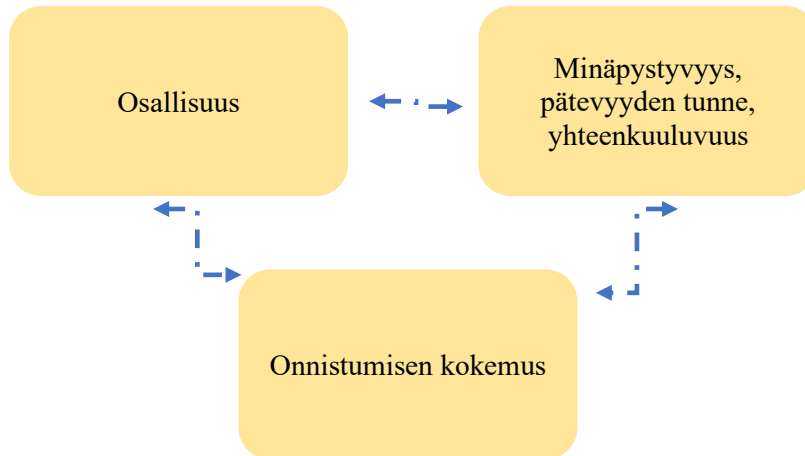 Osallisuus
Minäpystyvyys,
pätevyyden tunne,
yhteenkuuluvuus
Onnistumisen kokemus